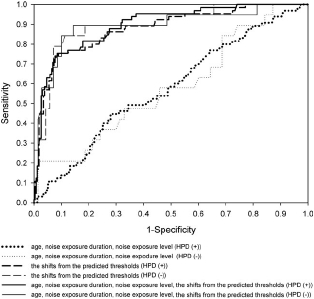 1.0
0.9
0.8
0.7
0.6
0.5
0.4
0.3
0.2
0.1
0.0
Sensitivity
0.0 0.1 0.2 0.3 0.4 0.5 0.6 0.7 0.8 0.9 1.0
1-Specificity
age, noise exposure duration, noise exposure level (HPD (+))
age, noise exposure duration, noise exposure level (HPD (-))
the shifts from the predicted thresholds (HPD (+))
the shifts from the predicted thresholds (HPD (-))
age, noise exposure duration, noise exposure level, the shifts from the predicted thresholds (HPD (+))
age, noise exposure duration, noise exposure level, the shifts from the predicted thresholds (HPD (-))